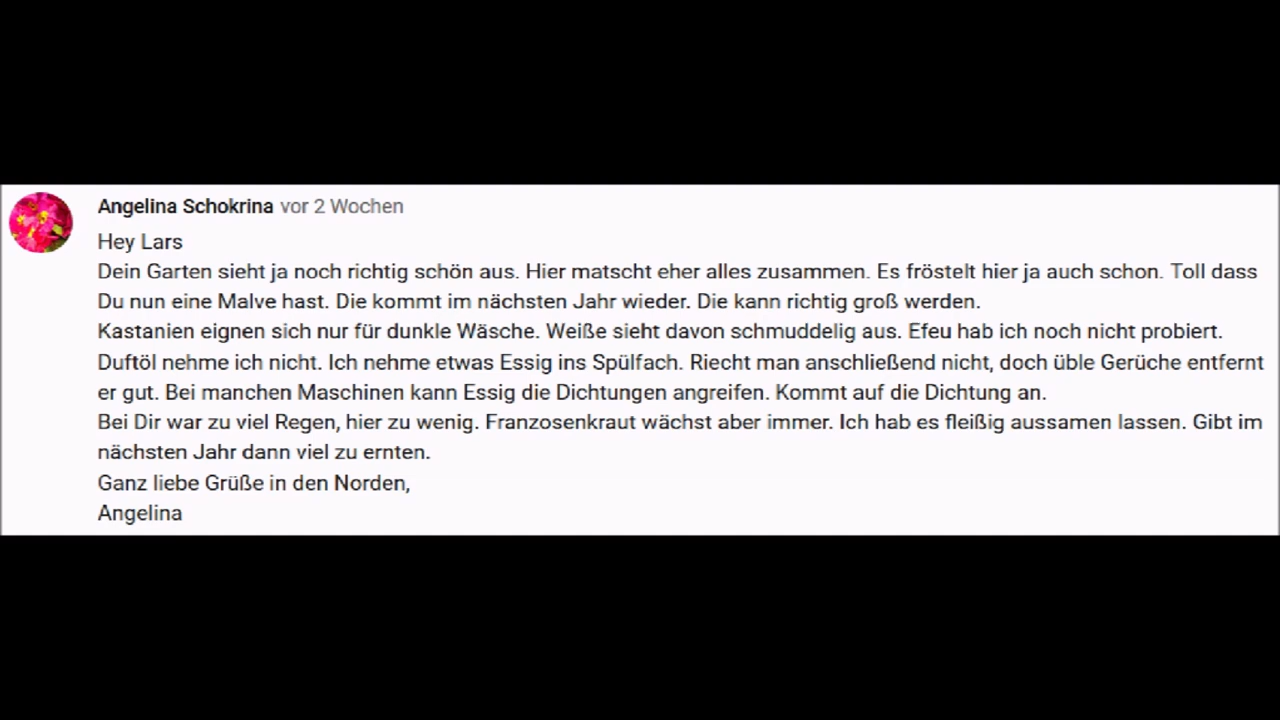 Angelina Schokrina vor 2 Wochen
Hey Lars
Dein Garten sieht ja noch richtig schön aus. Hier matscht eher alles zusammen. Es fröstelt hier ja auch schon. Toll dass
Du nun eine Malve hast. Die kommt im nächsten Jahr wieder. Die kann richtig groß werden.
Kastanien eignen sich nur für dunkle Wäsche. Weiße sieht davon schmuddelig aus. Efeu hab ich noch nicht probiert.
Duftöl nehme ich nicht. Ich nehme etwas Essig ins Spülfach. Riecht man anschließend nicht, doch üble Gerüche entfernt
er gut. Bei manchen Maschinen kann Essig die Dichtungen angreifen. Kommt auf die Dichtung an.
Bei Dir war zu viel Regen, hier zu wenig. Franzosenkraut wächst aber immer. Ich hab es fleißig aussamen lassen. Gibt im
nächsten Jahr dann viel zu ernten.
Ganz liebe Grüße in den Norden,
Angelina